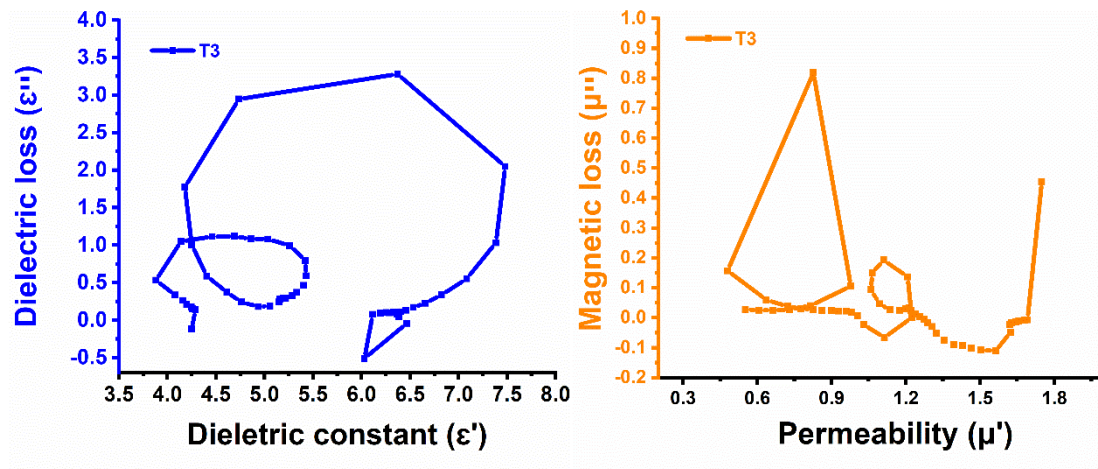 4.0
3.5
3.0
2.5
2.0
1.5
1.0
0.5
0.0
-0.5
Dielectric loss (ε'')
T3
3.5 4.0 4.5 5.0 5.5 6.0 6.5 7.0 7.5 8.0
Dieletric constant (ε')
1.0
0.9
0.8
0.7
0.6
0.5
0.4
0.3
0.2
0.1
0.0
-0.1
-0.2
Magnetic loss (μ'')
T3
0.3 0.6 0.9 1.2 1.5 1.8
Permeability (μ')